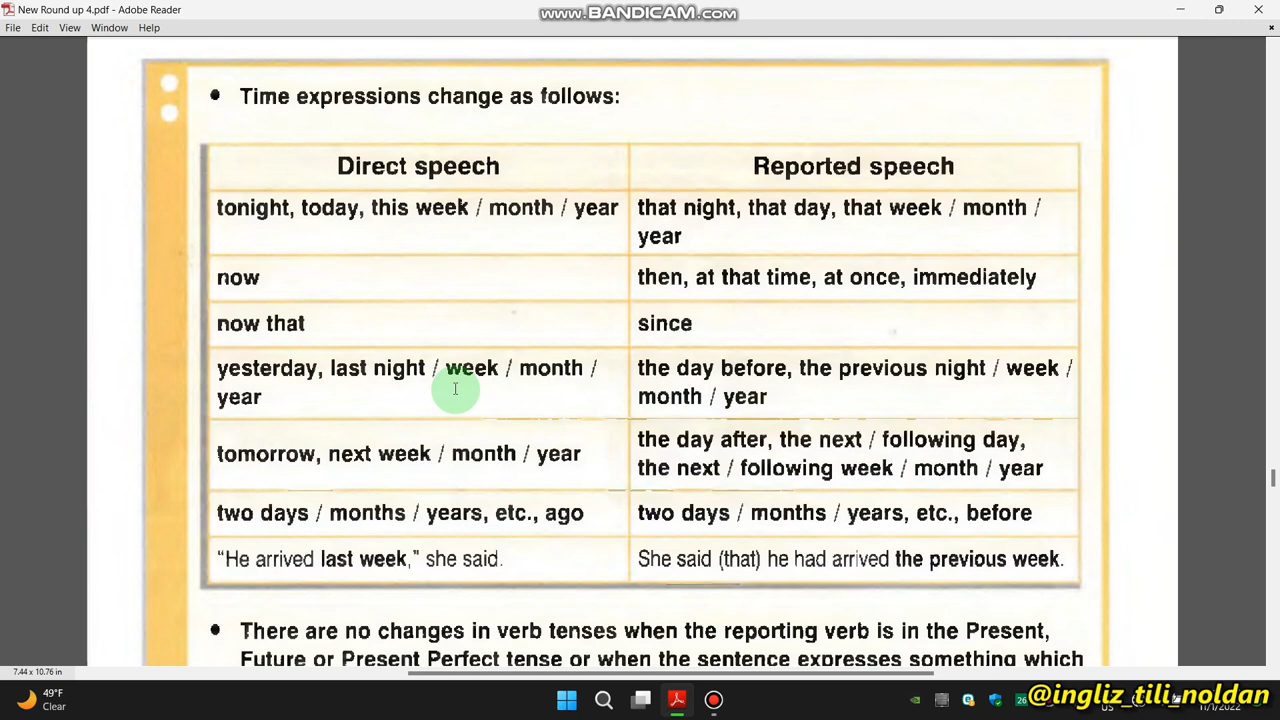 New Round up 4.pdf - Adobe Reader
www.BANDICAM.com
File Edit View Window Help
• Time expressions change as follows:
Direct speech
Reported speech
tonight, today, this week / month / year
that night, that day, that week / month /
year
now
then, at that time, at once, immediately
now that
since
yesterday, last night / week / month /
year
the day before, the previous night / week /
month / year
tomorrow, next week / month / year
the day after, the next / following day,
the next / following week / month / year
two days / months / years, etc., ago
two days / months / years, etc., before
“He arrived last week,” she said.
She said (that) he had arrived the previous week.
• There are no changes in verb tenses when the reporting verb is in the Present,
Future or Present Perfect tense or when the sentence expresses something which
7.44 x 10.76 in
49°F
Clear
26
@ingliz_tili_noldan